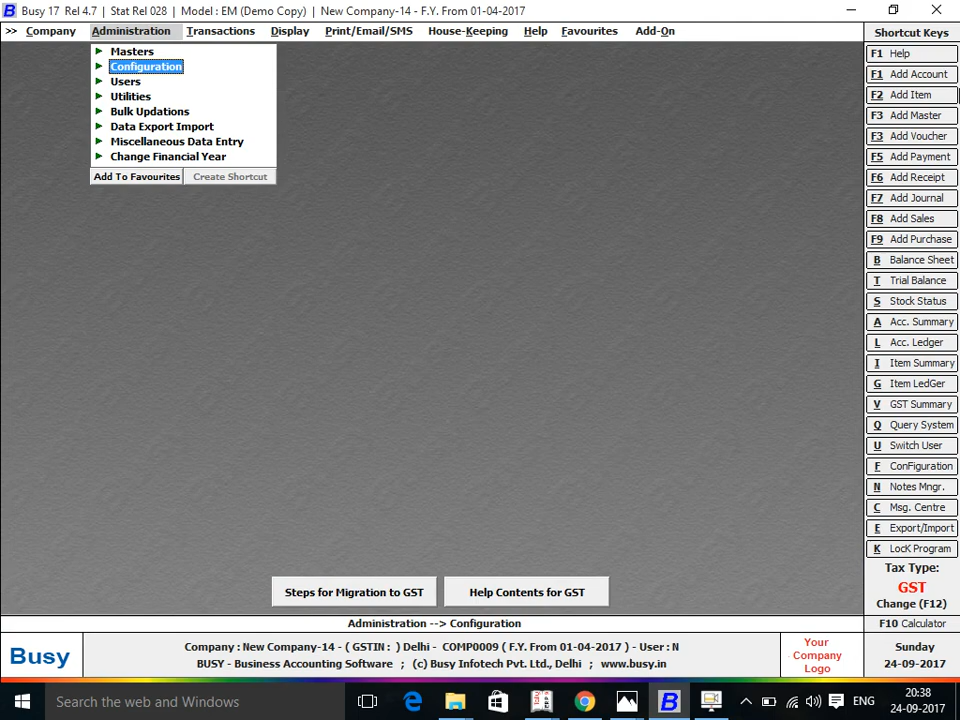 Busy 17 Rel 4.7 | Stat Rel 028 | Model : EM (Demo Copy) | New Company-14 - F.Y. From 01-04-2017
>> Company Administration Transactions Display Print/Email/SMS House-Keeping Help Favourites Add-On
Masters
Configuration
Users
Utilities
Bulk Updations
Data Export Import
Miscellaneous Data Entry
Change Financial Year
Add To Favourites Create Shortcut
Shortcut Keys
F1 Help
F1 Add Account
F2 Add Item
F3 Add Master
F3 Add Voucher
F5 Add Payment
F6 Add Receipt
F7 Add Journal
F8 Add Sales
F9 Add Purchase
B Balance Sheet
T Trial Balance
S Stock Status
A Acc. Summary
L Acc. Ledger
I Item Summary
G Item LedGer
V GST Summary
Q Query System
U Switch User
F ConFiguration
N Notes Mngr.
C Msg. Centre
E Export/Import
K LocK Program
Tax Type:
GST
Change (F12)
F10 Calculator
Steps for Migration to GST Help Contents for GST
Administration --> Configuration
Busy
Company : New Company-14 - ( GSTIN : ) Delhi - COMP0009 ( F.Y. From 01-04-2017 ) - User : N
BUSY - Business Accounting Software ; (c) Busy Infotech Pvt. Ltd., Delhi ; www.busy.in
Your
Company
Logo
Sunday
24-09-2017
Search the web and Windows
ENG
20:38
24-09-2017